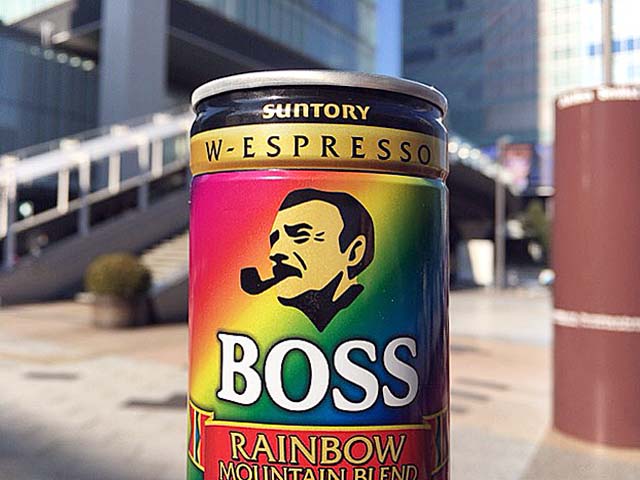 SUNTORY
W-ESPRESSO
BOSS
RAINBOW
MOUNTAIN BLEND